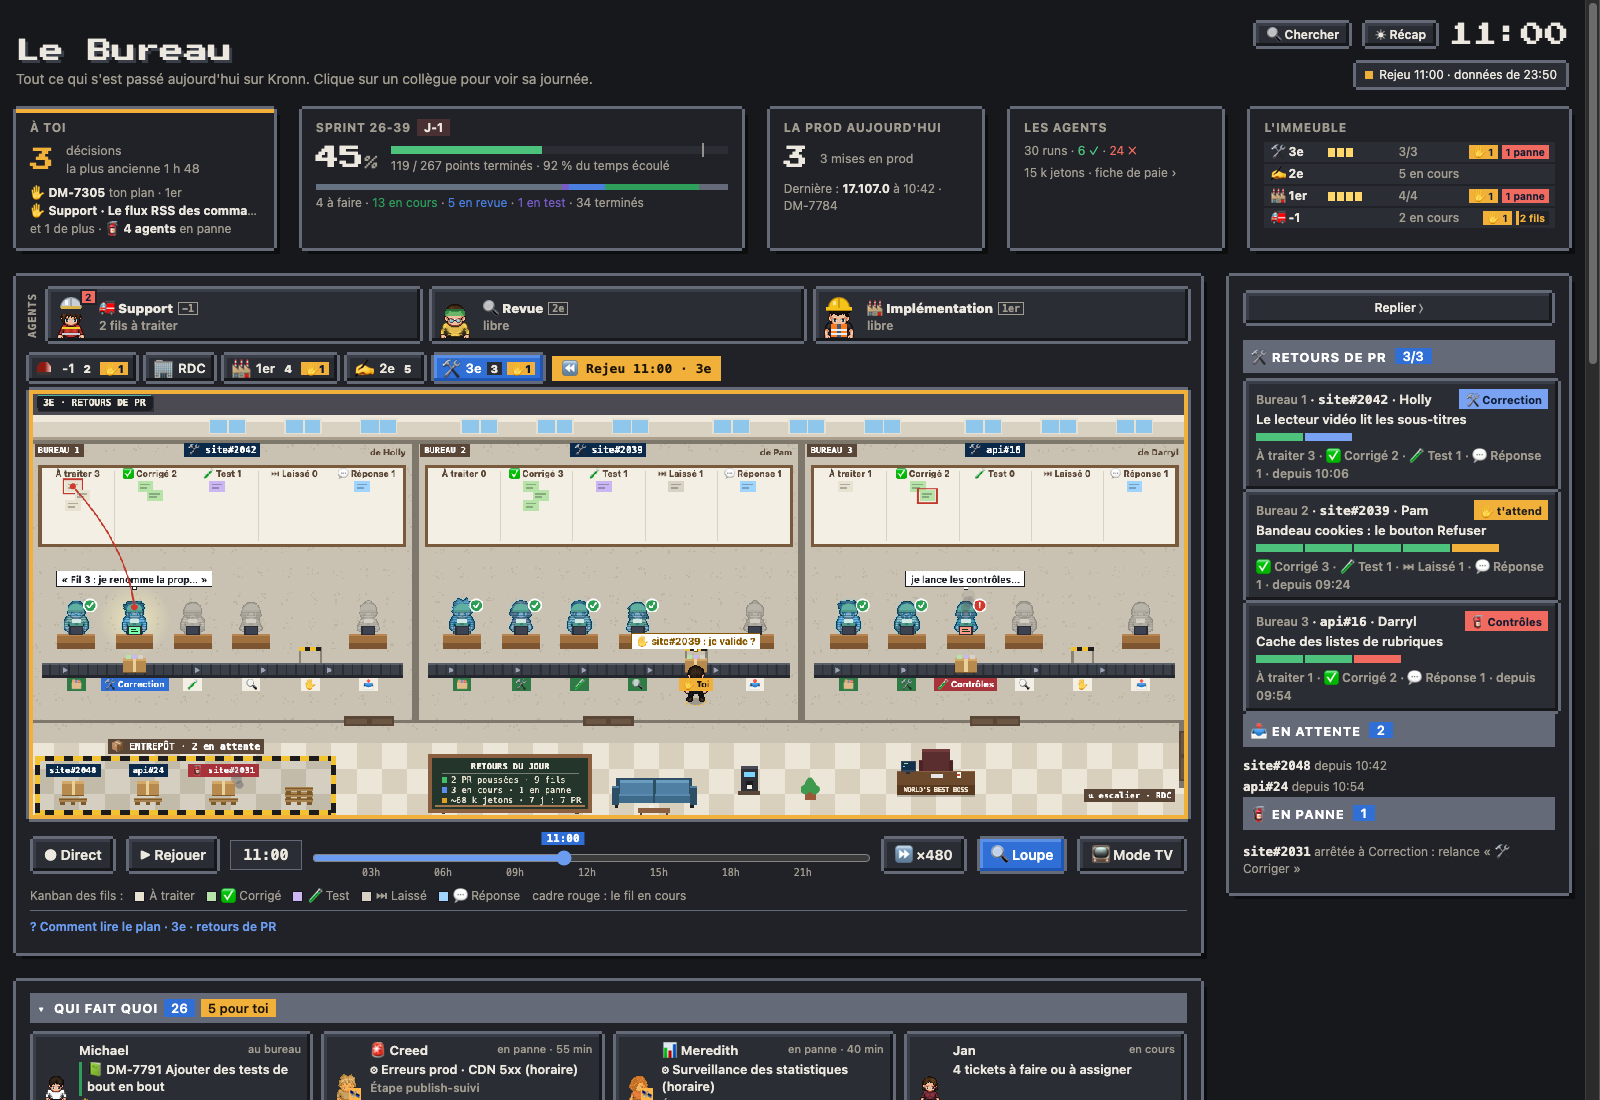 Le Bureau
Tout ce qui s'est passé aujourd'hui sur Kronn. Clique sur un collègue pour voir sa journée.
🔍 Chercher
☀ Récap
11:00
Rejeu 11:00 · données de 23:50
À TOI
3 décisions
la plus ancienne 1 h 48
✋ DM-7305 ton plan · 1er
✋ Support · Le flux RSS des comma…
et 1 de plus · 🧯 4 agents en panne
SPRINT 26-39 J-1
45%
119 / 267 points terminés · 92 % du temps écoulé
4 à faire · 13 en cours · 5 en revue · 1 en test · 34 terminés
LA PROD AUJOURD'HUI
3 3 mises en prod
Dernière : 17.107.0 à 10:42 ·
DM-7784
LES AGENTS
30 runs · 6 ✓ · 24 ✕
15 k jetons · fiche de paie ›
L'IMMEUBLE
🛠 3e 3/3 ✋1 1 panne
✍ 2e 5 en cours
🏭 1er 4/4 ✋1 1 panne
🚒 -1 2 en cours ✋1 2 fils
AGENTS
2
🚒 Support -1
2 fils à traiter
🔍 Revue 2e
libre
🏭 Implémentation 1er
libre
-1 2 ✋1
🏢 RDC
🏭 1er 4 ✋1
✍ 2e 5
🛠 3e 3 ✋1
⏪ Rejeu 11:00 · 3e
3E · RETOURS DE PR
BUREAU 1 🛠 site#2042 de Holly
À traiter 3 ✅ Corrigé 2 🧪 Test 1 ⏭ Laissé 0 💬 Réponse 1
« Fil 3 : je renomme la prop… »
🛠 Correction
BUREAU 2 🛠 site#2039 de Pam
À traiter 0 ✅ Corrigé 3 🧪 Test 1 ⏭ Laissé 1 💬 Réponse 1
✋ site#2039 : je valide ?
Toi
BUREAU 3 🛠 api#16 de Darryl
À traiter 1 ✅ Corrigé 2 🧪 Test 0 ⏭ Laissé 0 💬 Réponse 1
je lance les contrôles…
Contrôles
📦 ENTREPÔT · 2 en attente
site#2048 api#24 🧯 site#2031
RETOURS DU JOUR
2 PR poussées · 9 fils
3 en cours · 1 en panne
~68 k jetons · 7 j : 7 PR
WORLD'S BEST BOSS
escalier · RDC
● Direct
▶ Rejouer
11:00
11:00
03h 06h 09h 12h 15h 18h 21h
⏩ ×480
🔍 Loupe
📺 Mode TV
Kanban des fils : À traiter ✅ Corrigé 🧪 Test ⏭ Laissé 💬 Réponse cadre rouge : le fil en cours
? Comment lire le plan · 3e · retours de PR
Replier ›
🛠 RETOURS DE PR 3/3
Bureau 1 · site#2042 · Holly 🛠 Correction
Le lecteur vidéo lit les sous-titres
À traiter 3 · ✅ Corrigé 2 · 🧪 Test 1 · 💬 Réponse
1 · depuis 10:06
Bureau 2 · site#2039 · Pam ✋ t'attend
Bandeau cookies : le bouton Refuser
✅ Corrigé 3 · 🧪 Test 1 · ⏭ Laissé 1 · 💬 Réponse
1 · depuis 09:24
Bureau 3 · api#16 · Darryl 🧯 Contrôles
Cache des listes de rubriques
À traiter 1 · ✅ Corrigé 2 · 💬 Réponse 1 · depuis
09:54
📥 EN ATTENTE 2
site#2048 depuis 10:42
api#24 depuis 10:54
🧯 EN PANNE 1
site#2031 arrêtée à Correction : relance « 🛠
Corriger »
▾ QUI FAIT QUOI 26 5 pour toi
Michael au bureau
📗 DM-7791 Ajouter des tests de
bout en bout
🚨 Creed en panne · 55 min
⚙ Erreurs prod · CDN 5xx (horaire)
Étape publish-suivi
📊 Meredith en panne · 40 min
⚙ Surveillance des statistiques
(horaire)
Jan en cours
4 tickets à faire ou à assigner